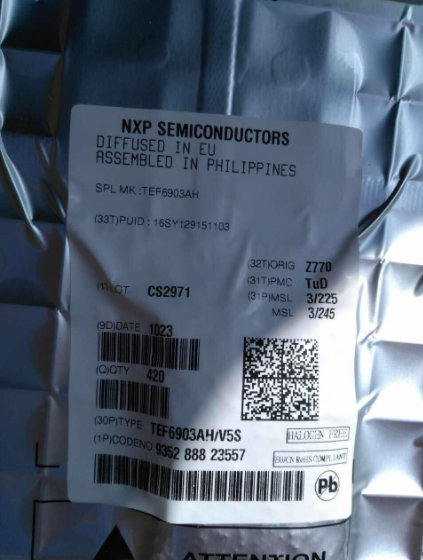 NXP SEMICONDUCTORS
DIFFUSED IN EU
ASSEMBLED IN PHILIPPINES
SPL MK :TEF6903AH
(33T)PUID : 16SY129151103
(32T)ORIG Z770
(31T)PMC TuD
(1T)LOT CS2971
(31P)MSL 3/225
MSL 3/245
(9D)DATE 1023
(Q)QTY 420
(30P)TYPE TEF6903AH/V5S
HALOGEN FREE
(1P)CODENO 9352 888 23557
EU/CN RoHS COMPLIANT
Pb
ATTENTION